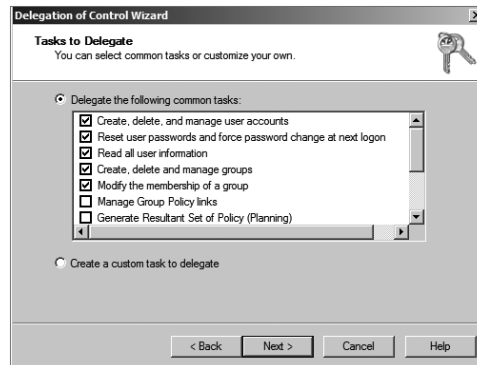 Delegation of Control Wizard
Tasks to Delegate
You can select common tasks or customize your own.
Delegate the following common tasks:
Create, delete, and manage user accounts
Reset user passwords and force password change at next logon
Read all user information
Create, delete and manage groups
Modify the membership of a group
Manage Group Policy links
Generate Resultant Set of Policy (Planning)
Create a custom task to delegate
< Back Next > Cancel Help